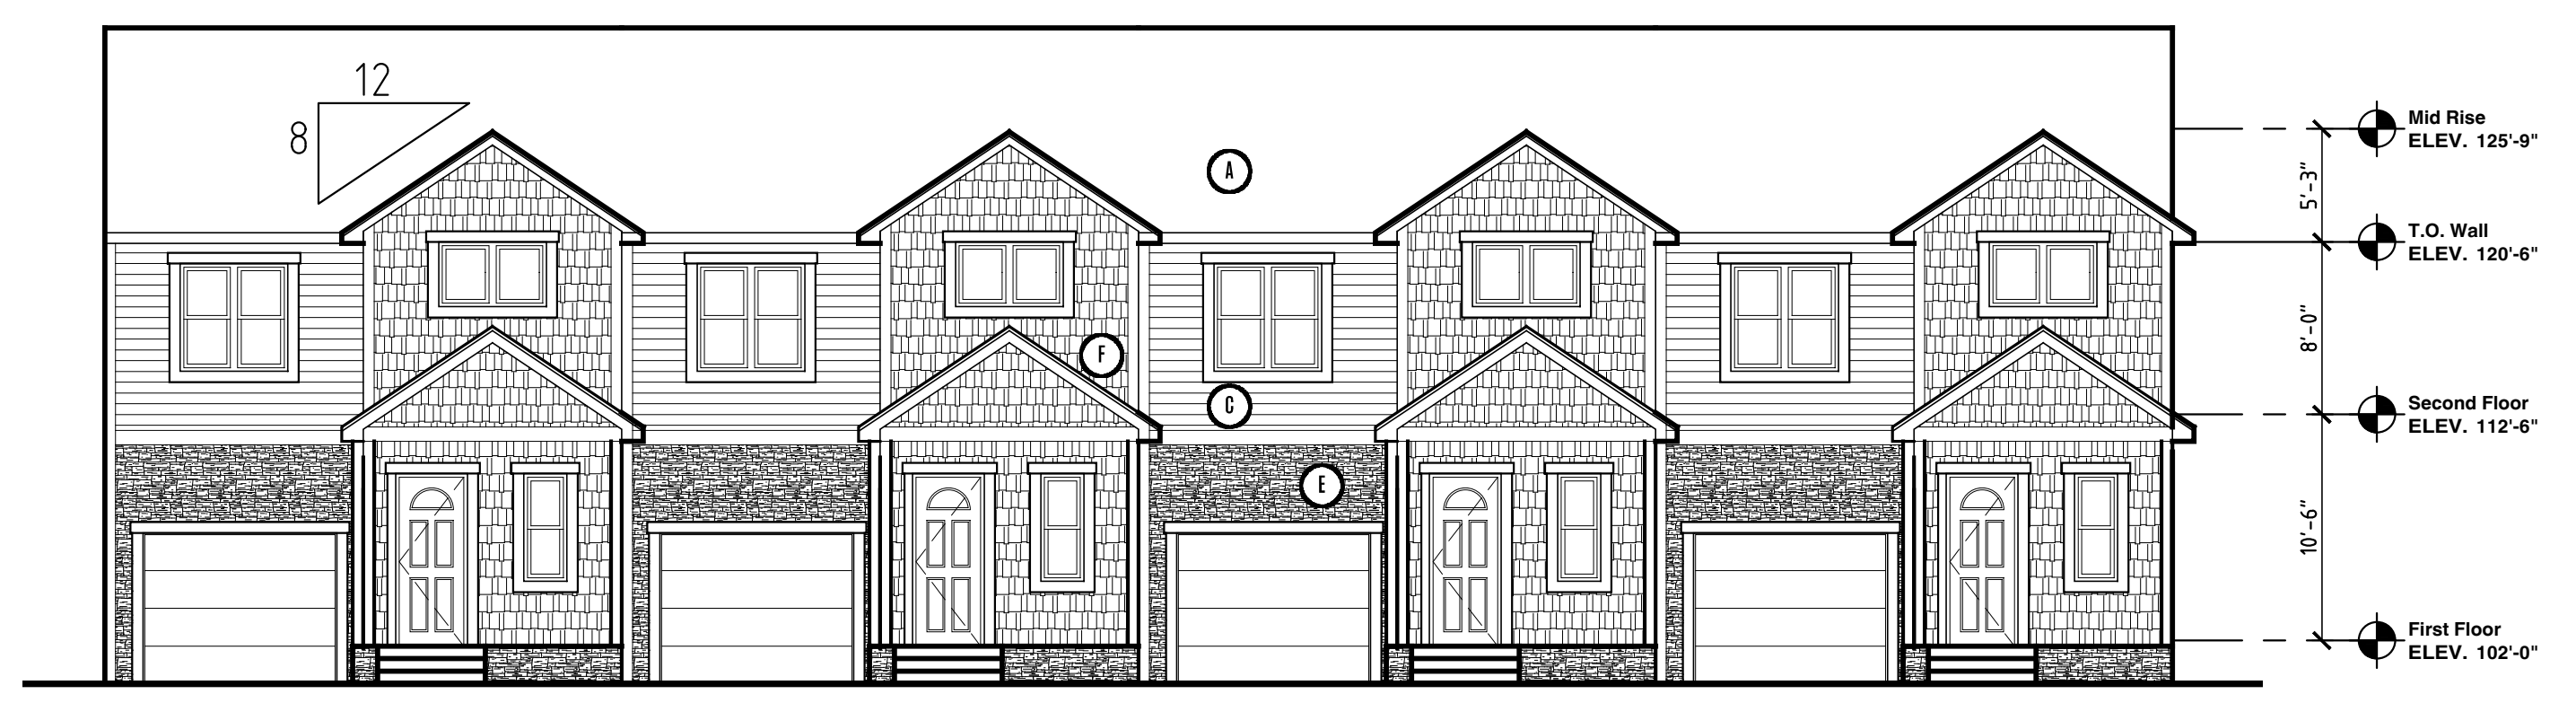 12
8
A
F
C
E
Mid Rise
ELEV. 125'-9"
5'-3"
T.O. Wall
ELEV. 120'-6"
8'-0"
Second Floor
ELEV. 112'-6"
10'-6"
First Floor
ELEV. 102'-0"